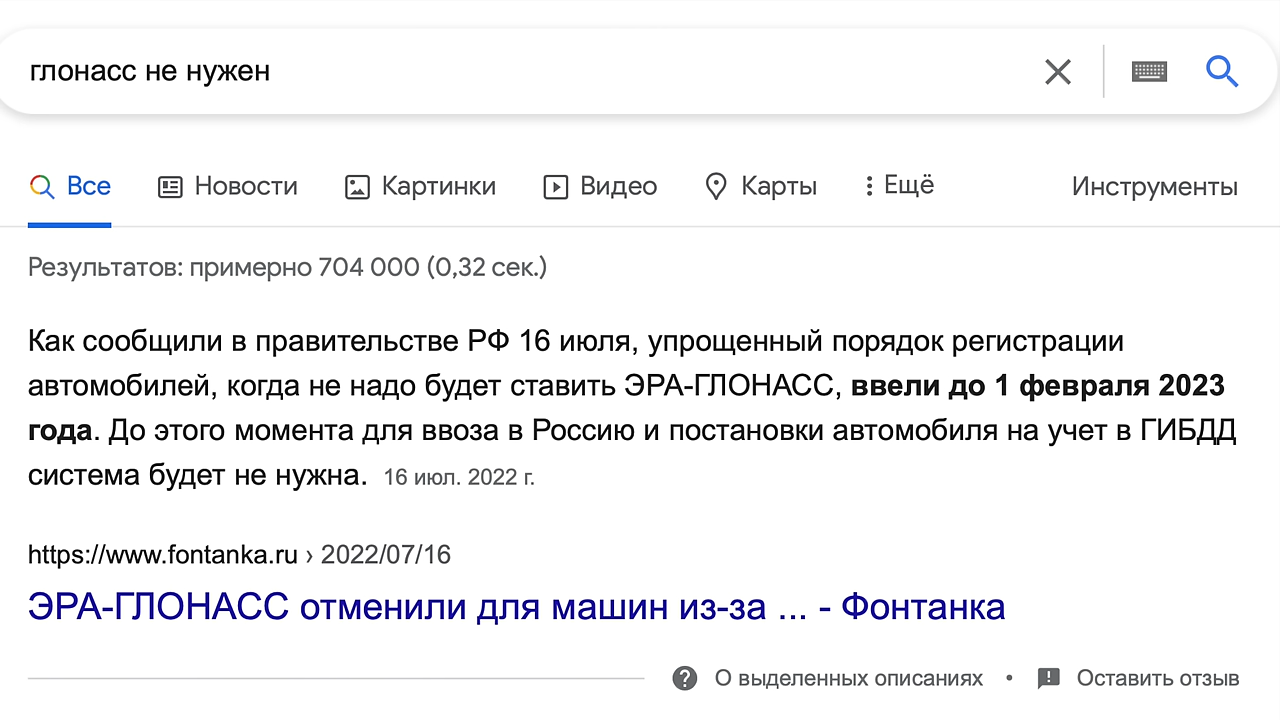 глонасс не нужен
Все Новости Картинки Видео Карты Ещё Инструменты
Результатов: примерно 704 000 (0,32 сек.)
Как сообщили в правительстве РФ 16 июля, упрощенный порядок регистрации
автомобилей, когда не надо будет ставить ЭРА-ГЛОНАСС, ввели до 1 февраля 2023
года. До этого момента для ввоза в Россию и постановки автомобиля на учет в ГИБДД
система будет не нужна. 16 июл. 2022 г.
https://www.fontanka.ru › 2022/07/16
ЭРА-ГЛОНАСС отменили для машин из-за ... - Фонтанка
О выделенных описаниях • Оставить отзыв